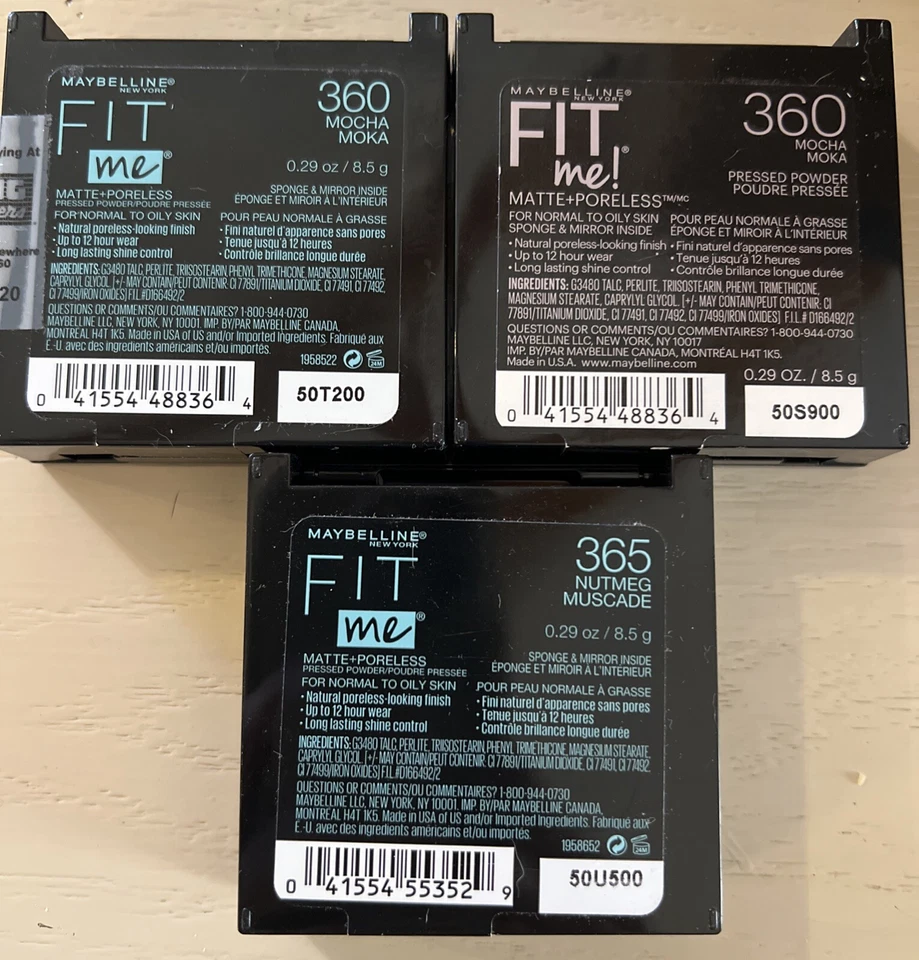 ying At
ewhere
20
MAYBELLINE®
NEW YORK
FIT
me®
360
MOCHA
MOKA
0.29 oz / 8.5 g
MATTE+PORELESS
PRESSED POWDER/POUDRE PRESSÉE
SPONGE & MIRROR INSIDE
ÉPONGE ET MIROIR À L'INTERIEUR
FOR NORMAL TO OILY SKIN
• Natural poreless-looking finish
• Up to 12 hour wear
• Long lasting shine control
POUR PEAU NORMALE À GRASSE
• Fini naturel d'apparence sans pores
• Tenue jusqu'à 12 heures
• Contrôle brillance longue durée
INGREDIENTS: G3480 TALC, PERLITE, TRIISOSTEARIN, PHENYL TRIMETHICONE, MAGNESIUM STEARATE,
CAPRYLYL GLYCOL. [+/- MAY CONTAIN/PEUT CONTENIR: CI 77891/TITANIUM DIOXIDE, CI 77491, CI 77492,
CI 77499/IRON OXIDES] F.I.L.#D166492/2
QUESTIONS OR COMMENTS/OU COMMENTAIRES? 1-800-944-0730
MAYBELLINE LLC, NEW YORK, NY 10001. IMP. BY/PAR MAYBELLINE CANADA,
MONTRÉAL H4T 1K5. Made in USA of US and/or Imported Ingredients. Fabriqué aux
É.-U. avec des ingrédients américains et/ou importés.
1958522
24M
0 41554 48836 4
50T200
MAYBELLINE®
NEW YORK
FIT
me!®
360
MOCHA
MOKA
PRESSED POWDER
POUDRE PRESSÉE
MATTE+PORELESS™/MC
FOR NORMAL TO OILY SKIN
SPONGE & MIRROR INSIDE
• Natural poreless-looking finish
• Up to 12 hour wear
• Long lasting shine control
POUR PEAU NORMALE À GRASSE
ÉPONGE ET MIROIR À L'INTÉRIEUR
• Fini naturel d'apparence sans pores
• Tenue jusqu'à 12 heures
• Contrôle brillance longue durée
INGREDIENTS: G3480 TALC, PERLITE, TRIISOSTEARIN, PHENYL TRIMETHICONE,
MAGNESIUM STEARATE, CAPRYLYL GLYCOL. [+/- MAY CONTAIN/PEUT CONTENIR: CI
77891/TITANIUM DIOXIDE, CI 77491, CI 77492, CI 77499/IRON OXIDES] F.I.L.# D166492/2
QUESTIONS OR COMMENTS/OU COMMENTAIRES? 1-800-944-0730
MAYBELLINE LLC, NEW YORK, NY 10017
IMP. BY/PAR MAYBELLINE CANADA, MONTRÉAL H4T 1K5.
Made in U.S.A. www.maybelline.com
0.29 OZ. / 8.5 g
0 41554 48836 4
50S900
MAYBELLINE®
NEW YORK
FIT
me®
365
NUTMEG
MUSCADE
0.29 oz / 8.5 g
MATTE+PORELESS
PRESSED POWDER/POUDRE PRESSÉE
SPONGE & MIRROR INSIDE
ÉPONGE ET MIROIR À L'INTERIEUR
FOR NORMAL TO OILY SKIN
• Natural poreless-looking finish
• Up to 12 hour wear
• Long lasting shine control
POUR PEAU NORMALE À GRASSE
• Fini naturel d'apparence sans pores
• Tenue jusqu'à 12 heures
• Contrôle brillance longue durée
INGREDIENTS: G3480 TALC, PERLITE, TRIISOSTEARIN, PHENYL TRIMETHICONE, MAGNESIUM STEARATE,
CAPRYLYL GLYCOL. [+/- MAY CONTAIN/PEUT CONTENIR: CI 77891/TITANIUM DIOXIDE, CI 77491, CI 77492,
CI 77499/IRON OXIDES] F.I.L.#D166492/2
QUESTIONS OR COMMENTS/OU COMMENTAIRES? 1-800-944-0730
MAYBELLINE LLC, NEW YORK, NY 10001. IMP. BY/PAR MAYBELLINE CANADA,
MONTRÉAL H4T 1K5. Made in USA of US and/or Imported Ingredients. Fabriqué aux
É.-U. avec des ingrédients américains et/ou importés.
1958652
24M
0 41554 55352 9
50U500